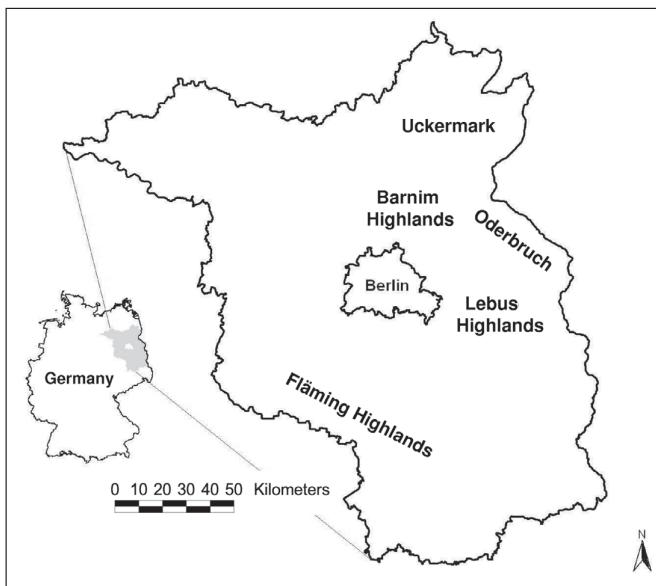 Uckermark
Barnim
Highlands
Oderbruch
Berlin
Lebus
Highlands
Germany
Fläming Highlands
0 10 20 30 40 50 Kilometers
N